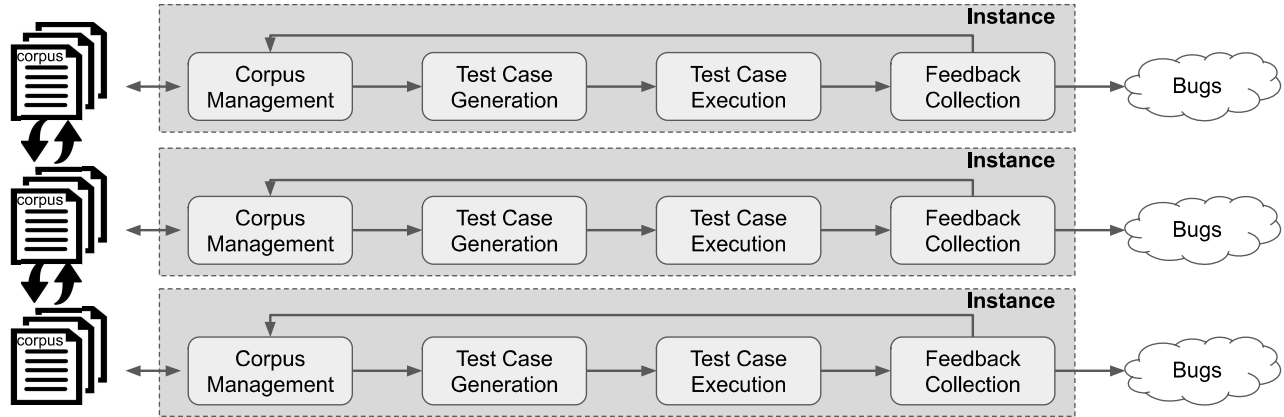 Instance
corpus
Corpus
Management
Test Case
Generation
Test Case
Execution
Feedback
Collection
Bugs
Instance
corpus
Corpus
Management
Test Case
Generation
Test Case
Execution
Feedback
Collection
Bugs
Instance
corpus
Corpus
Management
Test Case
Generation
Test Case
Execution
Feedback
Collection
Bugs